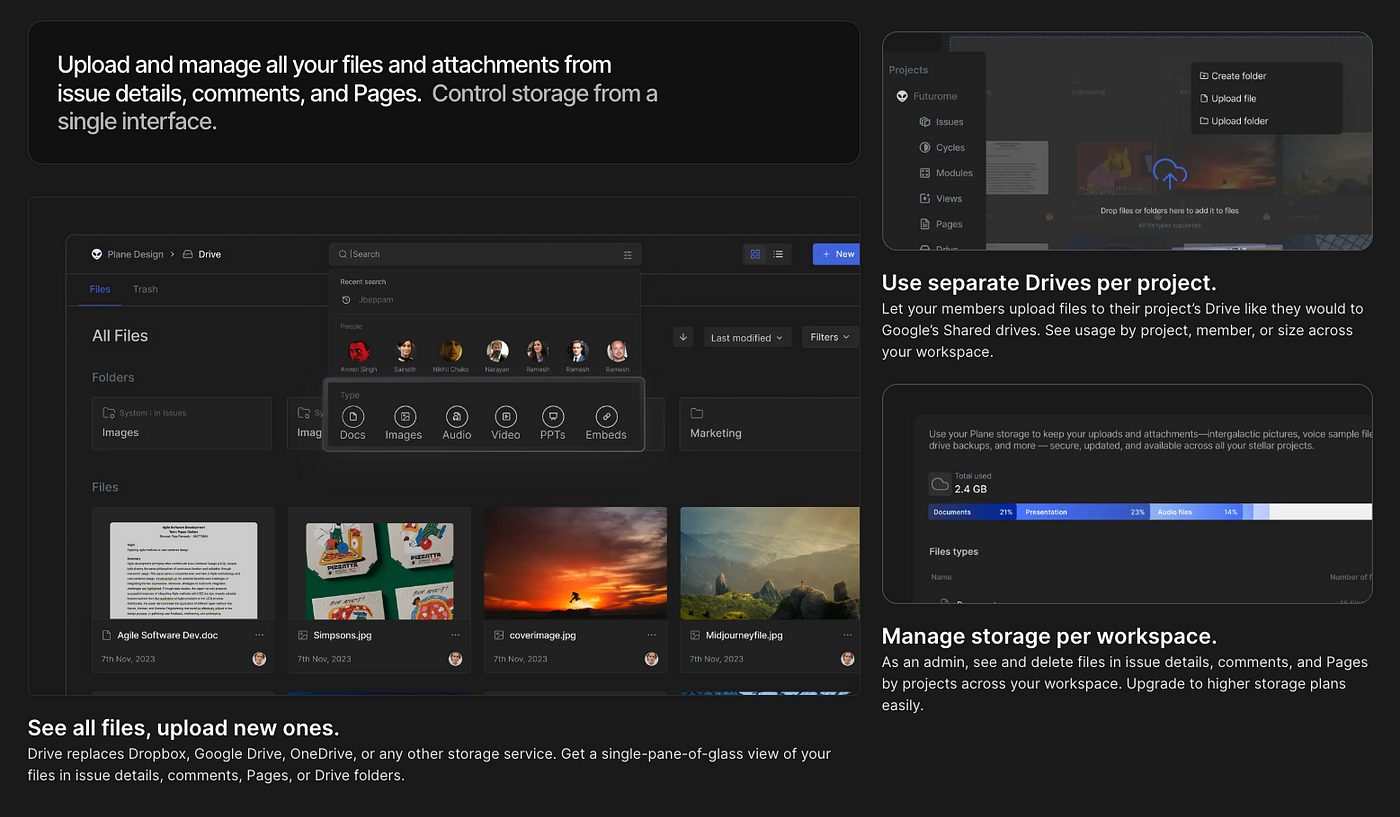 Upload and manage all your files and attachments from
issue details, comments, and Pages. Control storage from a
single interface.
Plane Design > Drive
Search
New
Files
Trash
Recent search
Jbeppam
People
Anmol Singh
Sainath
Nikhil Chako
Narayan
Ramesh
Ramesh
Ramesh
All Files
Last modified
Filters
Folders
System : In Issues
Images
Sy
Imag
Marketing
Type
Docs
Images
Audio
Video
PPTs
Embeds
Files
Agile Software Development
Agile Software Dev.doc
7th Nov, 2023
PIZZATTA
Simpsons.jpg
7th Nov, 2023
coverimage.jpg
7th Nov, 2023
Midjourneyfile.jpg
7th Nov, 2023
See all files, upload new ones.
Drive replaces Dropbox, Google Drive, OneDrive, or any other storage service. Get a single-pane-of-glass view of your
files in issue details, comments, Pages, or Drive folders.
Projects
Futurome
Issues
Cycles
Modules
Views
Pages
Drive
Engineering
Create folder
Upload file
Upload folder
Drop files or folders here to add it to files
All file types supported
Use separate Drives per project.
Let your members upload files to their project's Drive like they would to
Google's Shared drives. See usage by project, member, or size across
your workspace.
Use your Plane storage to keep your uploads and attachments—intergalactic pictures, voice sample file
drive backups, and more — secure, updated, and available across all your stellar projects.
Total used
2.4 GB
Documents 21%
Presentation 23%
Audio files 14%
Files types
Name
Number of f
Manage storage per workspace.
As an admin, see and delete files in issue details, comments, and Pages
by projects across your workspace. Upgrade to higher storage plans
easily.